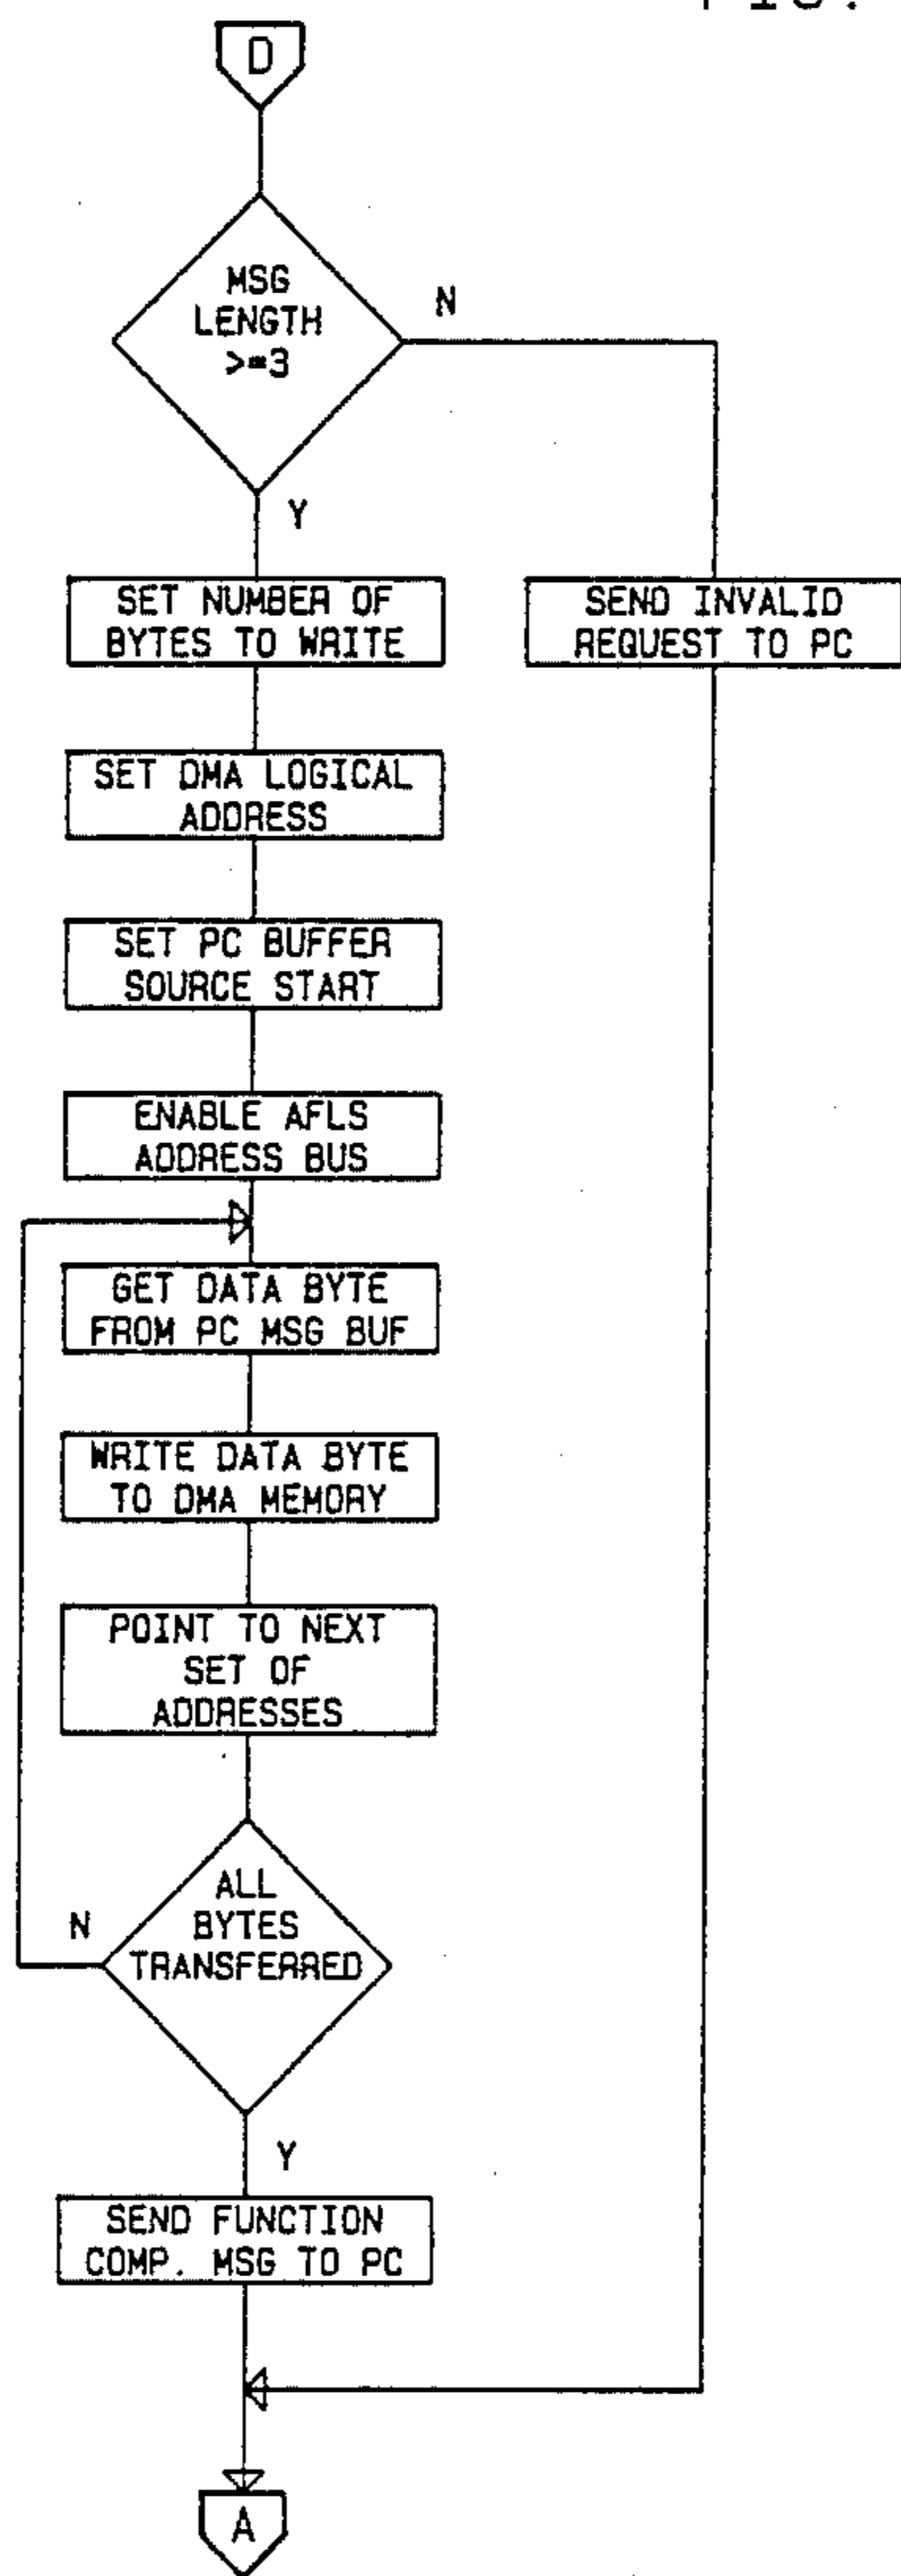 FIG.
D
MSG
LENGTH
>=3
N
Y
SET NUMBER OF
BYTES TO WRITE
SEND INVALID
REQUEST TO PC
SET DMA LOGICAL
ADDRESS
SET PC BUFFER
SOURCE START
ENABLE AFLS
ADDRESS BUS
GET DATA BYTE
FROM PC MSG BUF
WRITE DATA BYTE
TO DMA MEMORY
POINT TO NEXT
SET OF
ADDRESSES
ALL
BYTES
TRANSFERRED
N
Y
SEND FUNCTION
COMP. MSG TO PC
A